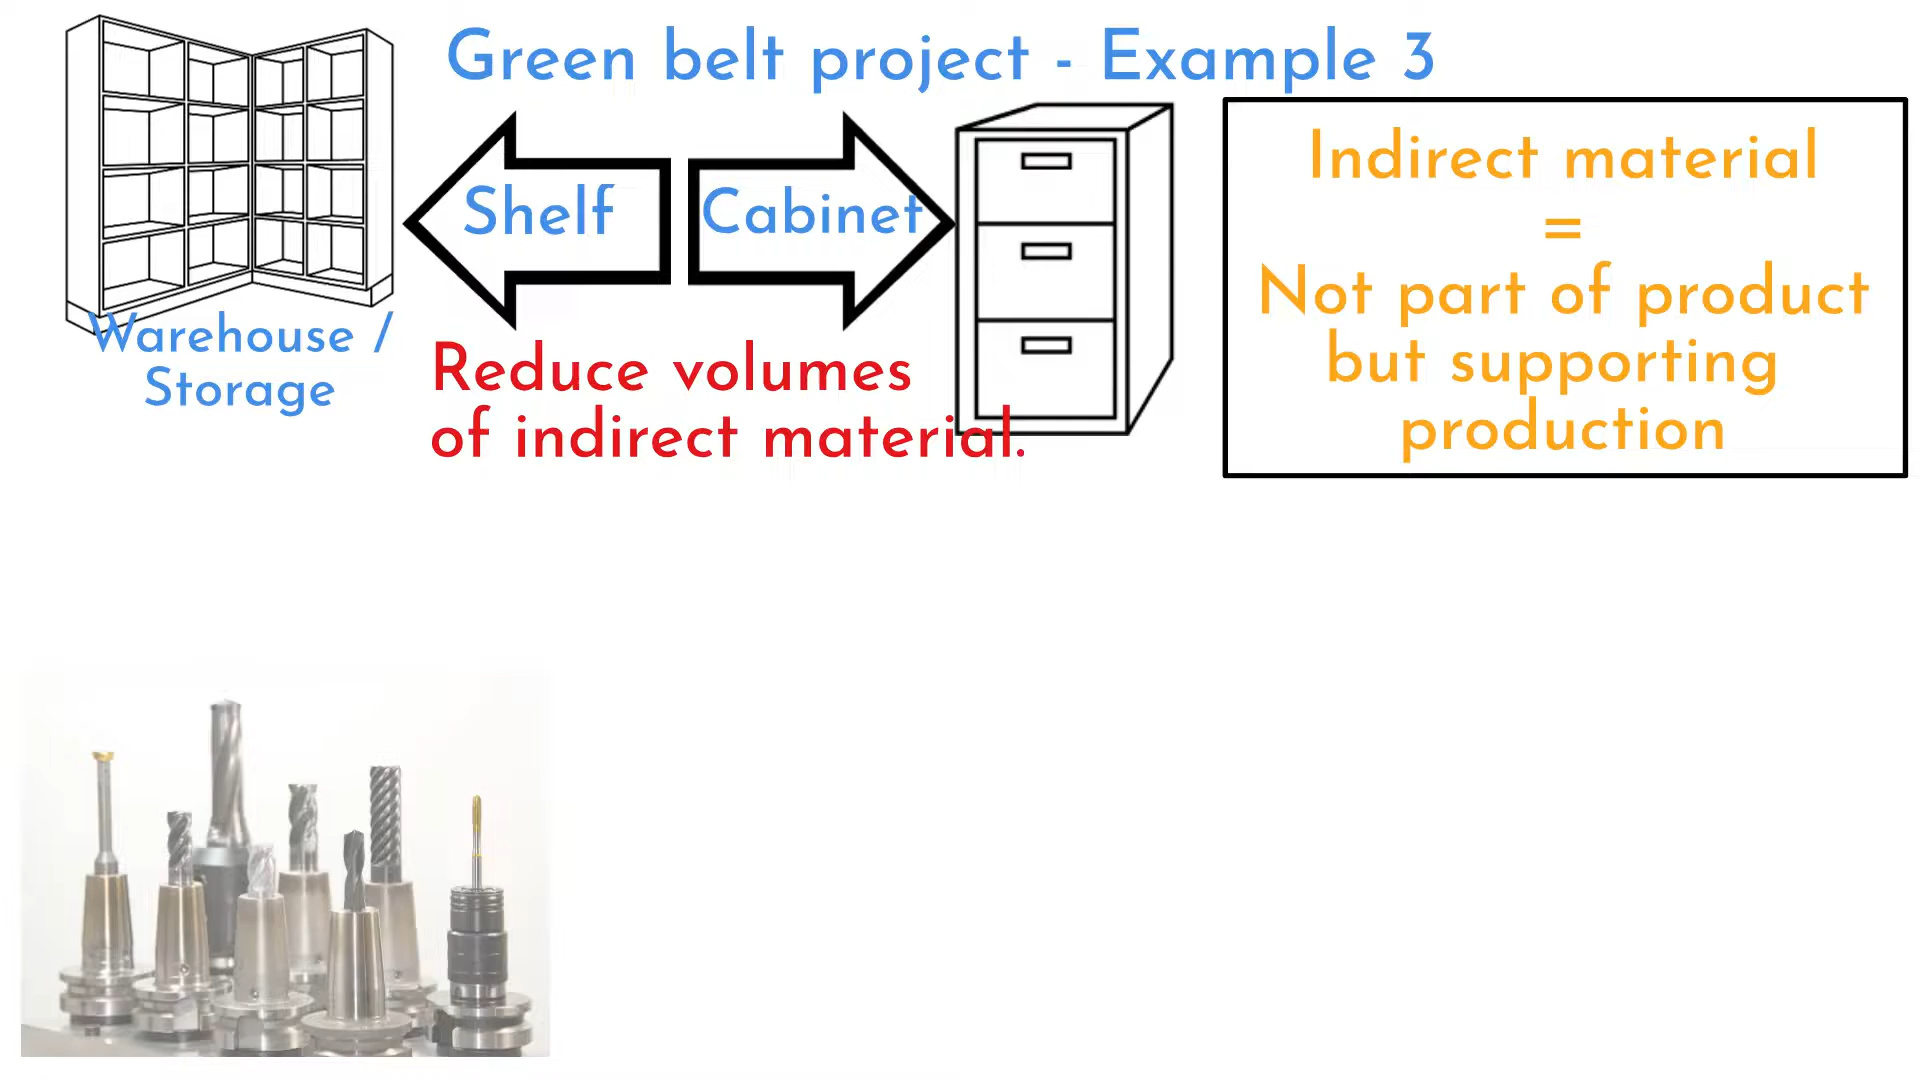 Green belt project - Example 3
Shelf
Cabinet
Warehouse /
Storage
Reduce volumes
of indirect material.
Indirect material
=
Not part of product
but supporting
production